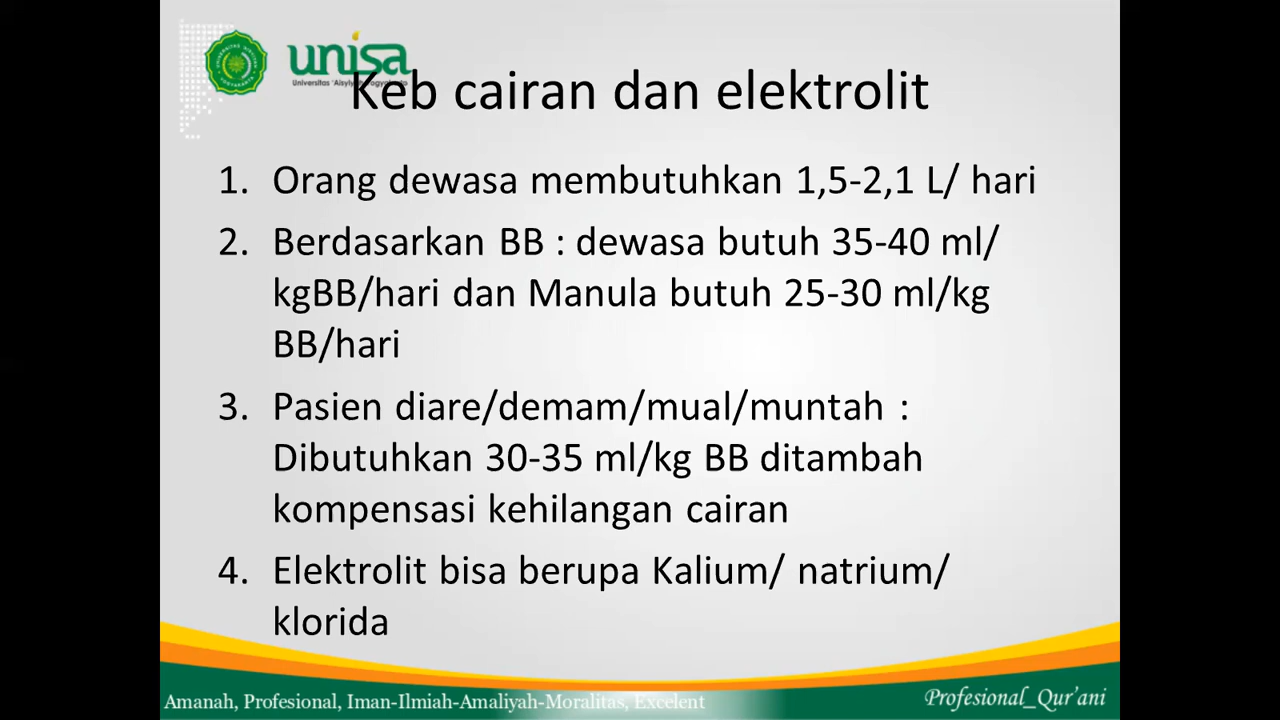 unisa
Universitas 'Aisyiyah Yogyakarta
Keb cairan dan elektrolit
1. Orang dewasa membutuhkan 1,5-2,1 L/ hari
2. Berdasarkan BB : dewasa butuh 35-40 ml/
kgBB/hari dan Manula butuh 25-30 ml/kg
BB/hari
3. Pasien diare/demam/mual/muntah :
Dibutuhkan 30-35 ml/kg BB ditambah
kompensasi kehilangan cairan
4. Elektrolit bisa berupa Kalium/ natrium/
klorida
Amanah, Profesional, Iman-Ilmiah-Amaliyah-Moralitas, Excelent
Profesional_Qur'ani